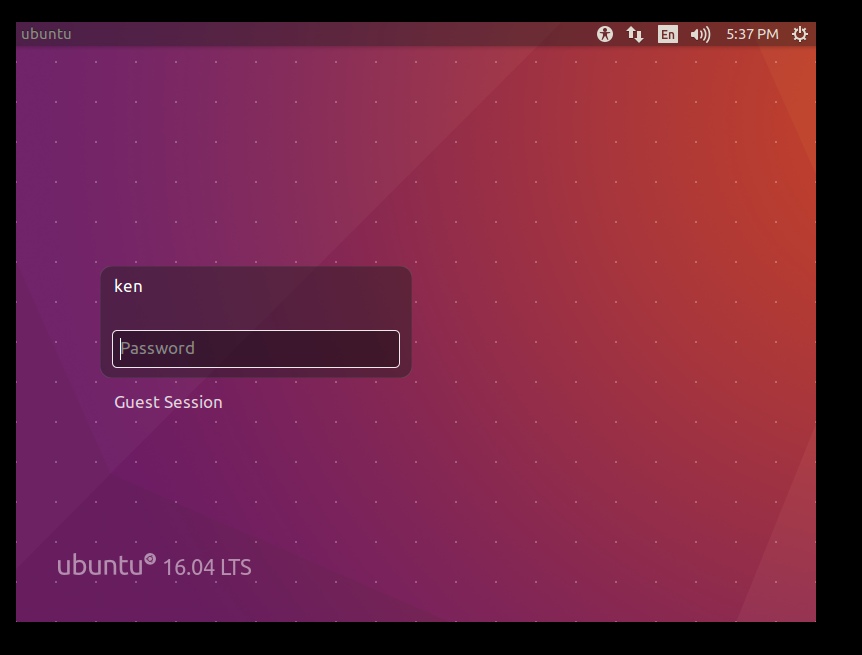 ubuntu En 5:37 PM
ken
Password
Guest Session
ubuntu 16.04 LTS